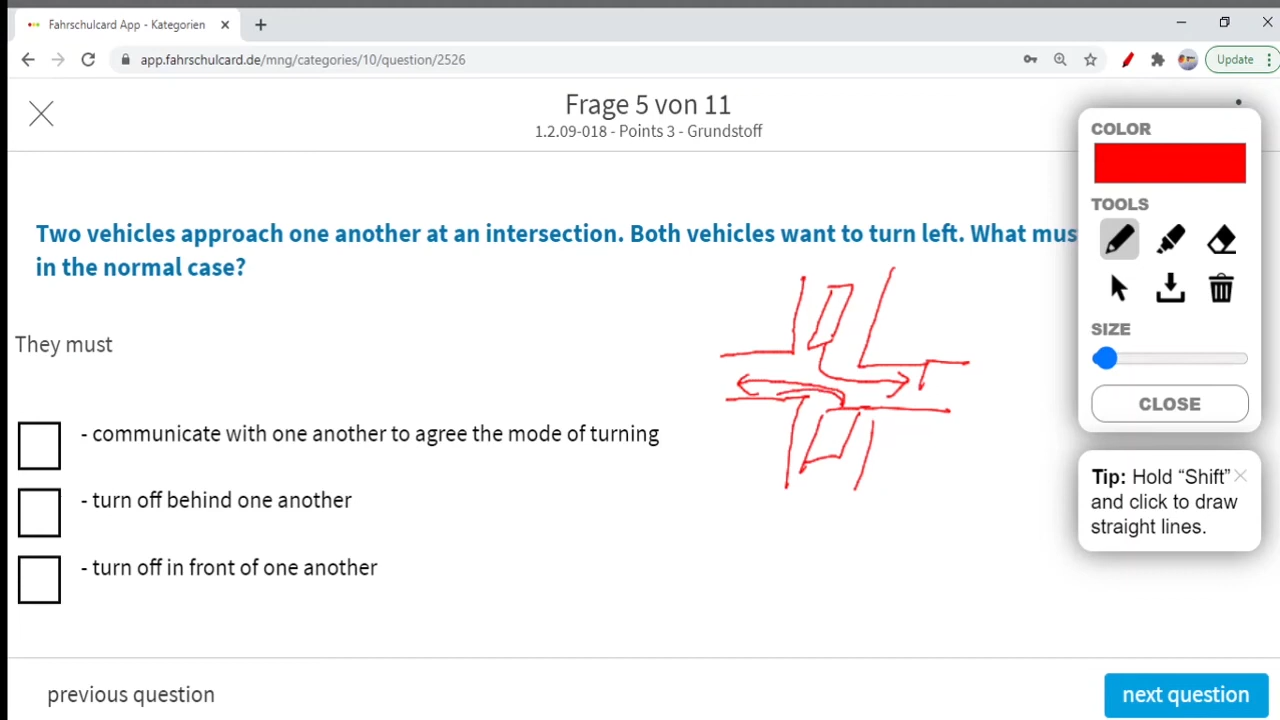 Fahrschulcard App - Kategorien
app.fahrschulcard.de/mng/categories/10/question/2526
Update
Frage 5 von 11
1.2.09-018 - Points 3 - Grundstoff
Two vehicles approach one another at an intersection. Both vehicles want to turn left. What mus
in the normal case?
They must
- communicate with one another to agree the mode of turning
- turn off behind one another
- turn off in front of one another
previous question
next question
COLOR
TOOLS
SIZE
CLOSE
Tip: Hold “Shift”
and click to draw
straight lines.